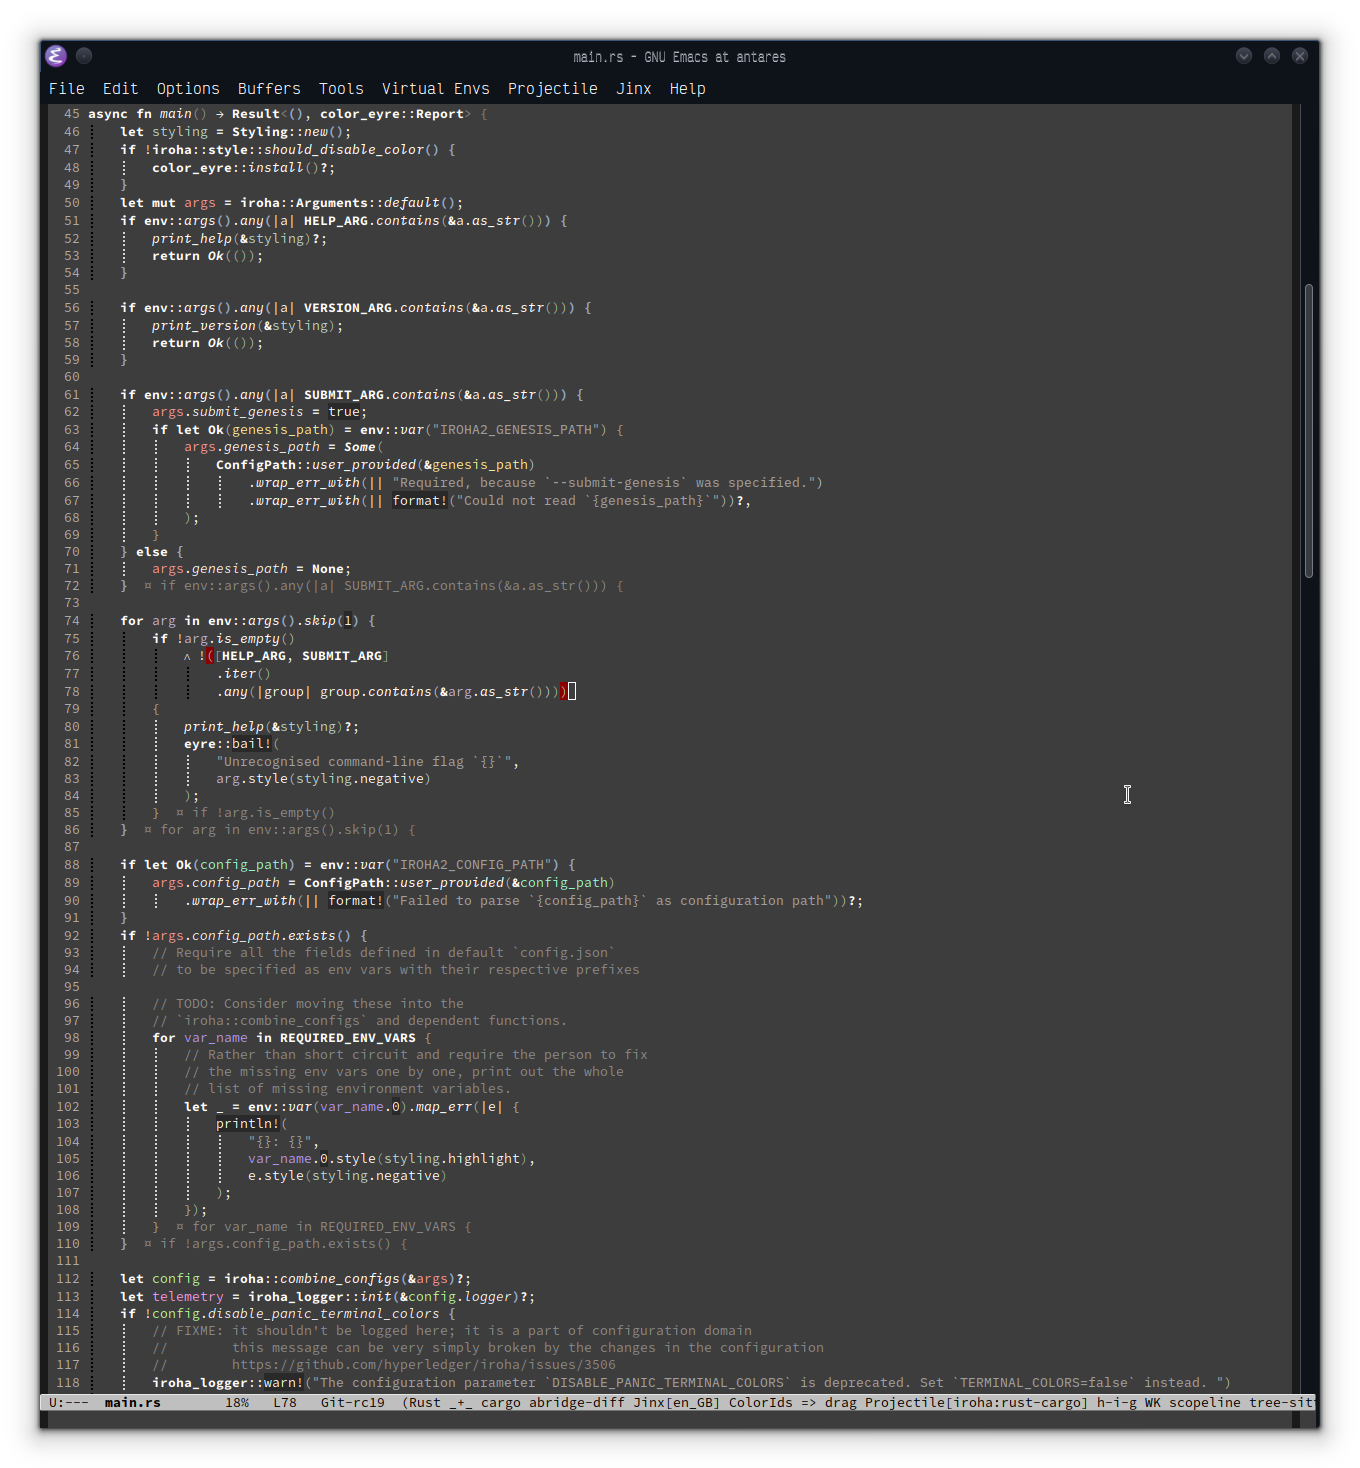 main.rs - GNU Emacs at antares
File Edit Options Buffers Tools Virtual Envs Projectile Jinx Help
45 async fn main() → Result<(), color_eyre::Report> {
46     let styling = Styling::new();
47     if !iroha::style::should_disable_color() {
48         color_eyre::install()?;
49     }
50     let mut args = iroha::Arguments::default();
51     if env::args().any(|a| HELP_ARG.contains(&a.as_str())) {
52         print_help(&styling)?;
53         return Ok(());
54     }
55
56     if env::args().any(|a| VERSION_ARG.contains(&a.as_str())) {
57         print_version(&styling);
58         return Ok(());
59     }
60
61     if env::args().any(|a| SUBMIT_ARG.contains(&a.as_str())) {
62         args.submit_genesis = true;
63         if let Ok(genesis_path) = env::var("IROHA2_GENESIS_PATH") {
64             args.genesis_path = Some(
65                 ConfigPath::user_provided(&genesis_path)
66                     .wrap_err_with(|| "Required, because `--submit-genesis` was specified.")
67                     .wrap_err_with(|| format!("Could not read `{genesis_path}`"))?,
68             );
69         }
70     } else {
71         args.genesis_path = None;
72     }  ¤ if env::args().any(|a| SUBMIT_ARG.contains(&a.as_str())) {
73
74     for arg in env::args().skip(1) {
75         if !arg.is_empty()
76             ∧ !([HELP_ARG, SUBMIT_ARG]
77                 .iter()
78                 .any(|group| group.contains(&arg.as_str())))
79         {
80             print_help(&styling)?;
81             eyre::bail!(
82                 "Unrecognised command-line flag `{}`",
83                 arg.style(styling.negative)
84             );
85         }  ¤ if !arg.is_empty()
86     }  ¤ for arg in env::args().skip(1) {
87
88     if let Ok(config_path) = env::var("IROHA2_CONFIG_PATH") {
89         args.config_path = ConfigPath::user_provided(&config_path)
90             .wrap_err_with(|| format!("Failed to parse `{config_path}` as configuration path"))?;
91     }
92     if !args.config_path.exists() {
93         // Require all the fields defined in default `config.json`
94         // to be specified as env vars with their respective prefixes
95
96         // TODO: Consider moving these into the
97         // `iroha::combine_configs` and dependent functions.
98         for var_name in REQUIRED_ENV_VARS {
99             // Rather than short circuit and require the person to fix
100             // the missing env vars one by one, print out the whole
101             // list of missing environment variables.
102             let _ = env::var(var_name.0).map_err(|e| {
103                 println!(
104                     "{}: {}",
105                     var_name.0.style(styling.highlight),
106                     e.style(styling.negative)
107                 );
108             });
109         }  ¤ for var_name in REQUIRED_ENV_VARS {
110     }  ¤ if !args.config_path.exists() {
111
112     let config = iroha::combine_configs(&args)?;
113     let telemetry = iroha_logger::init(&config.logger)?;
114     if !config.disable_panic_terminal_colors {
115         // FIXME: it shouldn't be logged here; it is a part of configuration domain
116         //        this message can be very simply broken by the changes in the configuration
117         //        https://github.com/hyperledger/iroha/issues/3506
118         iroha_logger::warn!("The configuration parameter `DISABLE_PANIC_TERMINAL_COLORS` is deprecated. Set `TERMINAL_COLORS=false` instead. ")
U:--- main.rs 18% L78 Git-rc19 (Rust _+_ cargo abridge-diff Jinx[en_GB] ColorIds => drag Projectile[iroha:rust-cargo] h-i-g WK scopeline tree-sit